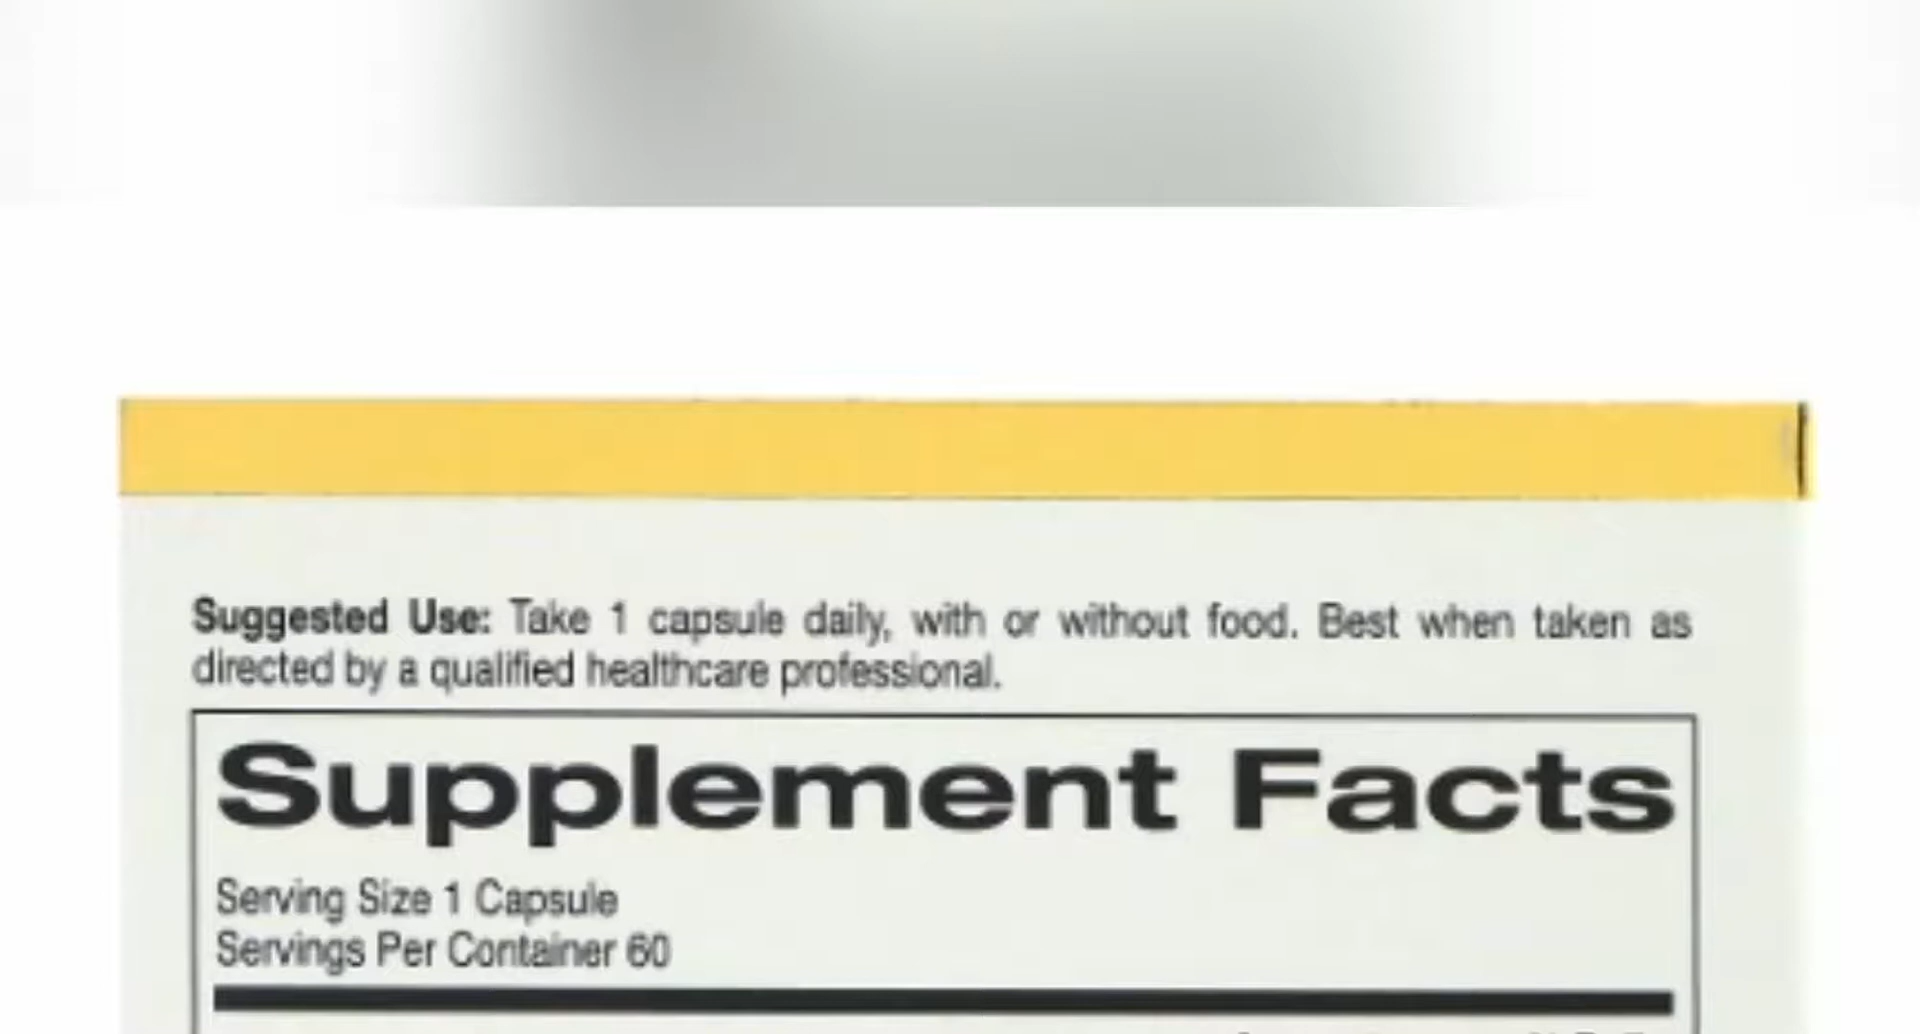 Suggested Use: Take 1 capsule daily, with or without food. Best when taken as
directed by a qualified healthcare professional.
Supplement Facts
Serving Size 1 Capsule
Servings Per Container 60